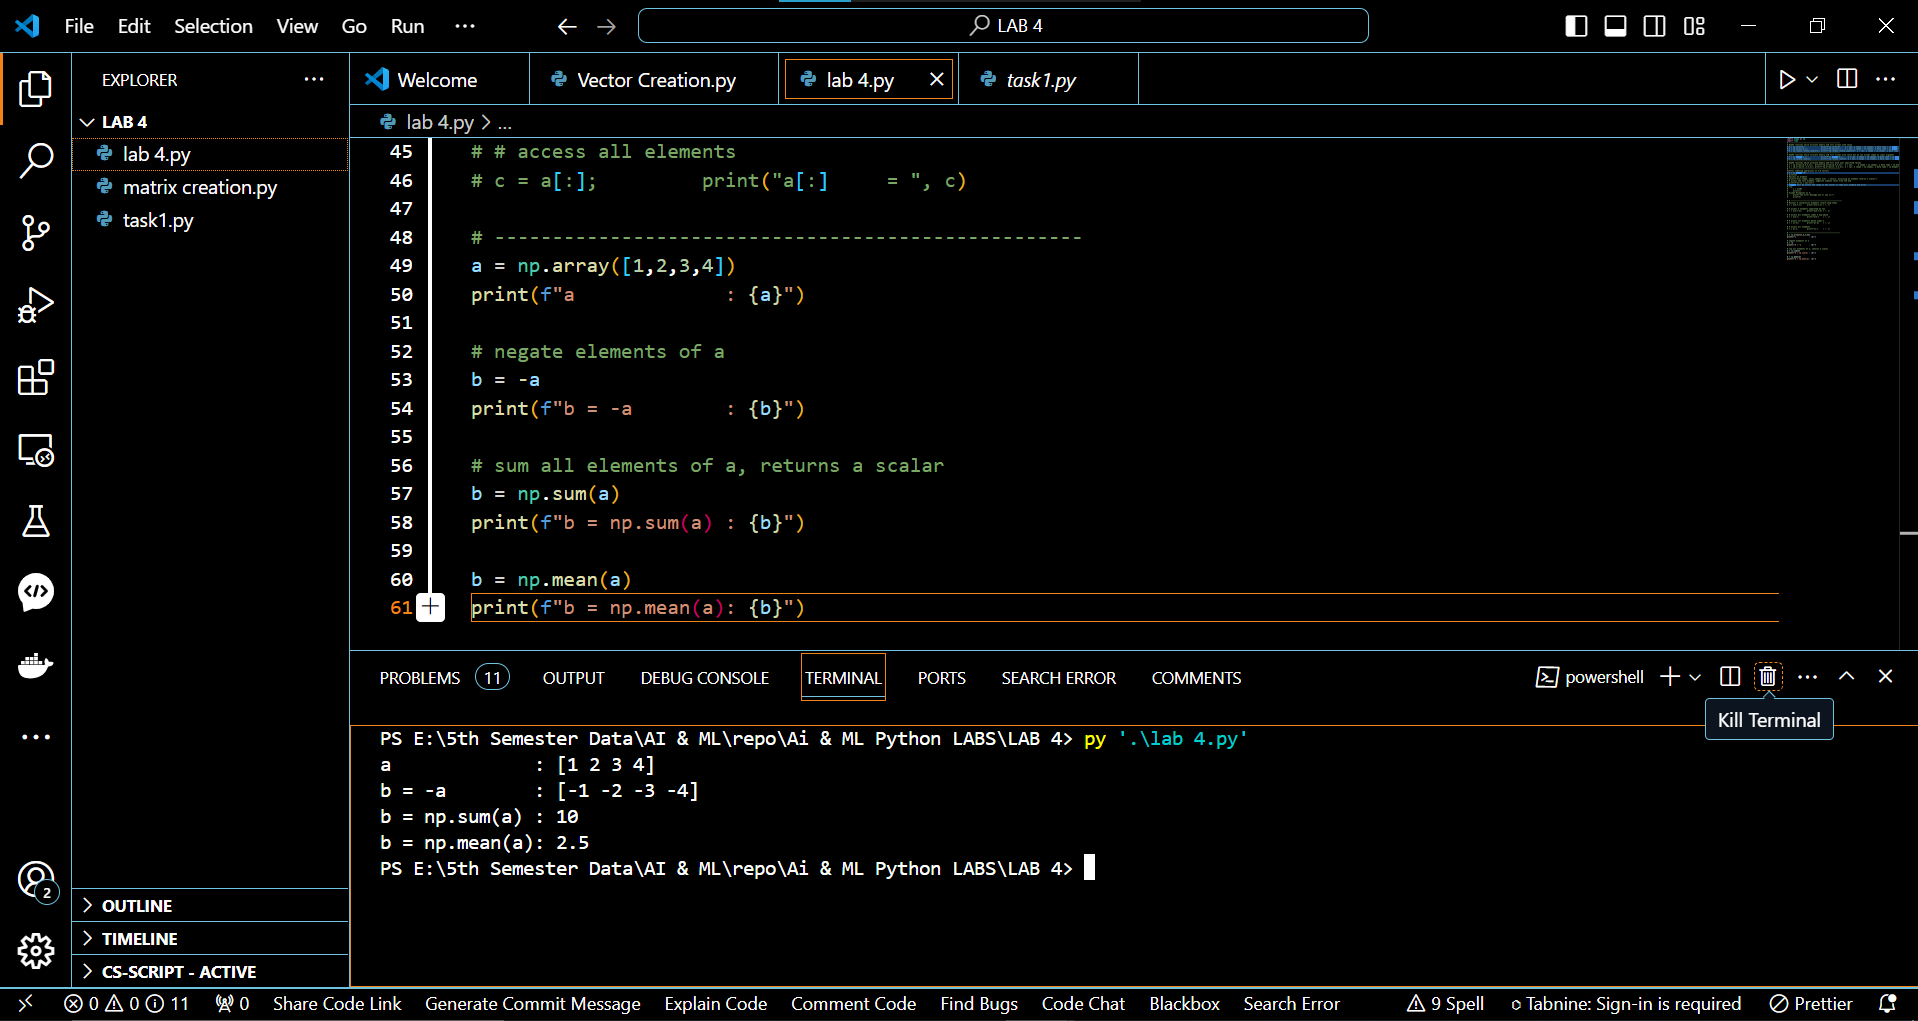 File Edit Selection View Go Run ··· LAB 4
EXPLORER ···
LAB 4
lab 4.py
matrix creation.py
task1.py
OUTLINE
TIMELINE
CS-SCRIPT - ACTIVE
Welcome Vector Creation.py lab 4.py task1.py
lab 4.py > ...
45 # # access all elements
46 # c = a[:];         print("a[:]     = ", c)
47
48 # ---------------------------------------------------
49 a = np.array([1,2,3,4])
50 print(f"a             : {a}")
51
52 # negate elements of a
53 b = -a
54 print(f"b = -a        : {b}")
55
56 # sum all elements of a, returns a scalar
57 b = np.sum(a)
58 print(f"b = np.sum(a) : {b}")
59
60 b = np.mean(a)
61 print(f"b = np.mean(a): {b}")
PROBLEMS 11 OUTPUT DEBUG CONSOLE TERMINAL PORTS SEARCH ERROR COMMENTS powershell
Kill Terminal
PS E:\5th Semester Data\AI & ML\repo\Ai & ML Python LABS\LAB 4> py '.\lab 4.py'
a             : [1 2 3 4]
b = -a        : [-1 -2 -3 -4]
b = np.sum(a) : 10
b = np.mean(a): 2.5
PS E:\5th Semester Data\AI & ML\repo\Ai & ML Python LABS\LAB 4>
2
0 0 11 0 Share Code Link Generate Commit Message Explain Code Comment Code Find Bugs Code Chat Blackbox Search Error 9 Spell Tabnine: Sign-in is required Prettier